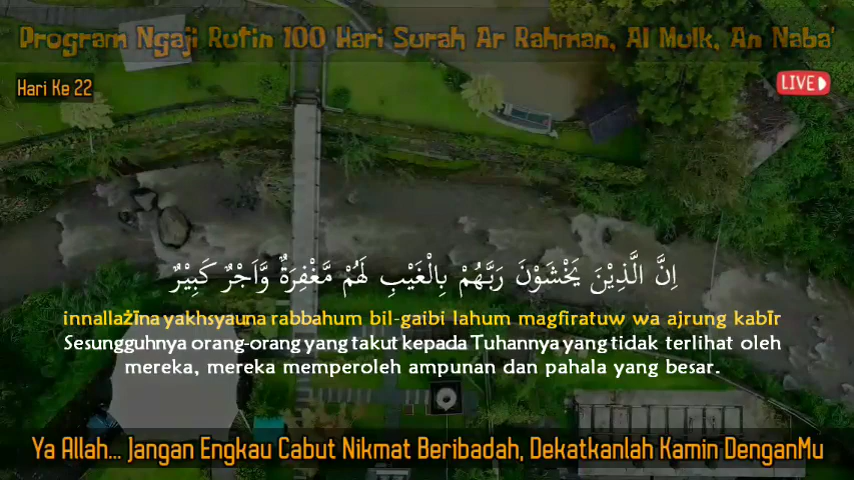 Program Ngaji Rutin 100 Hari Surah Ar Rahman, Al Mulk, An Naba'
Hari Ke 22
LIVE
اِنَّ الَّذِيْنَ يَخْشَوْنَ رَبَّهُمْ بِالْغَيْبِ لَهُمْ مَّغْفِرَةٌ وَّاَجْرٌ كَبِيْرٌ
innallażīna yakhsyauna rabbahum bil-gaibi lahum magfiratuw wa ajrung kabīr
Sesungguhnya orang-orang yang takut kepada Tuhannya yang tidak terlihat oleh
mereka, mereka memperoleh ampunan dan pahala yang besar.
Ya Allah... Jangan Engkau Cabut Nikmat Beribadah, Dekatkanlah Kamin DenganMu